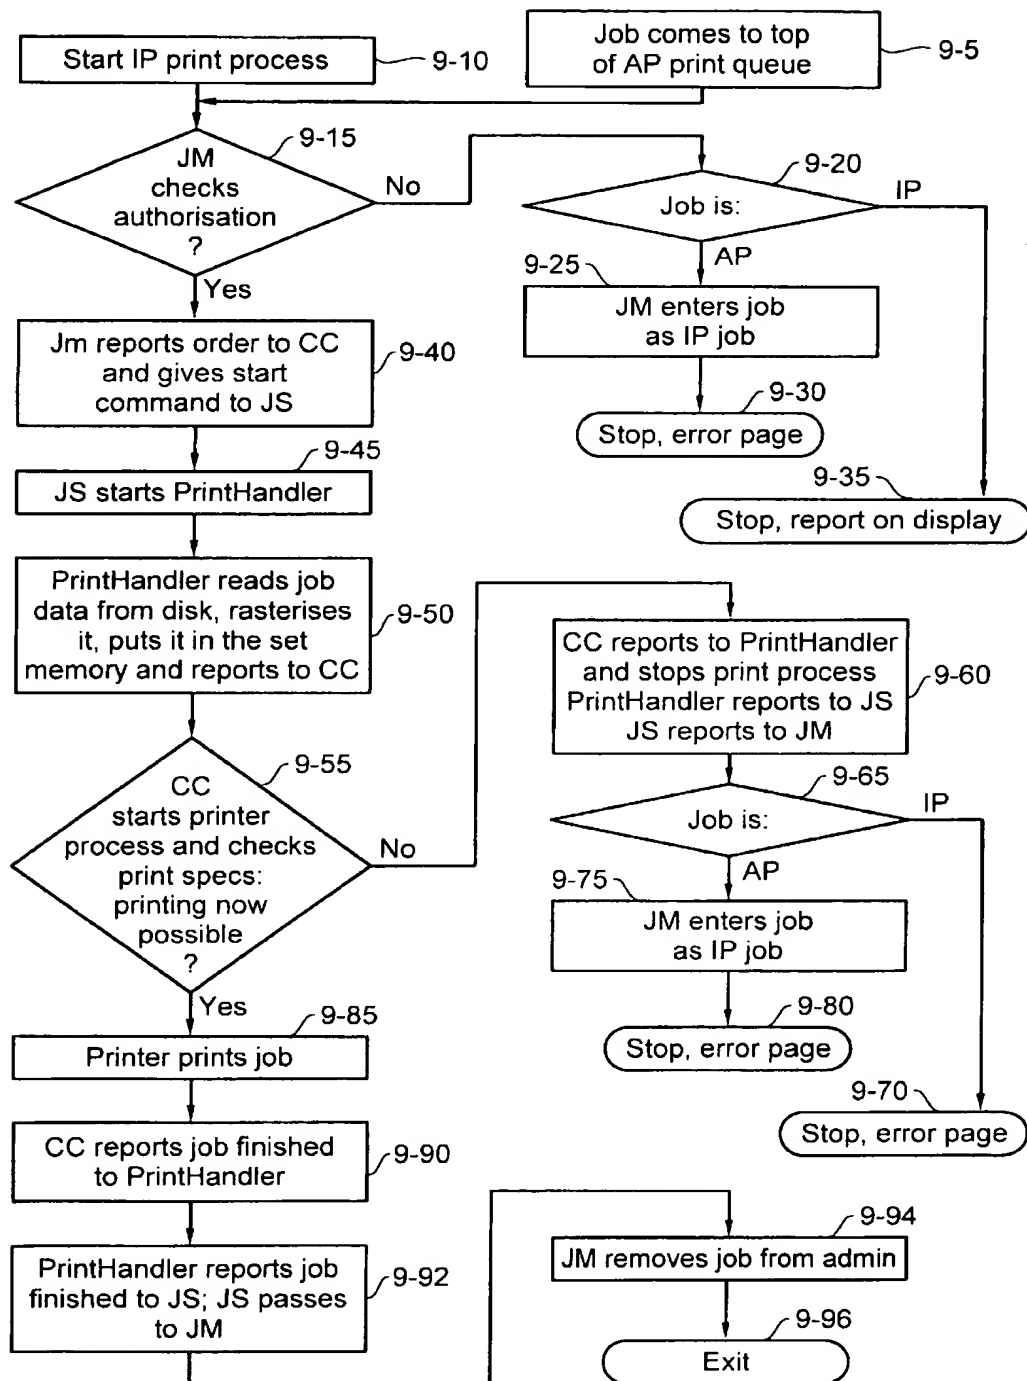 Start IP print process
9-10
Job comes to top
of AP print queue
9-5
9-15
JM
checks
authorisation
?
No
Yes
9-20
Job is:
IP
AP
9-25
JM enters job
as IP job
9-30
Stop, error page
9-35
Stop, report on display
Jm reports order to CC
and gives start
command to JS
9-40
9-45
JS starts PrintHandler
PrintHandler reads job
data from disk, rasterises
it, puts it in the set
memory and reports to CC
9-50
9-55
CC
starts printer
process and checks
print specs:
printing now
possible
?
No
Yes
CC reports to PrintHandler
and stops print process
PrintHandler reports to JS
JS reports to JM
9-60
9-65
Job is:
IP
AP
9-75
JM enters job
as IP job
9-80
Stop, error page
9-70
Stop, error page
9-85
Printer prints job
CC reports job finished
to PrintHandler
9-90
PrintHandler reports job
finished to JS; JS passes
to JM
9-92
9-94
JM removes job from admin
9-96
Exit